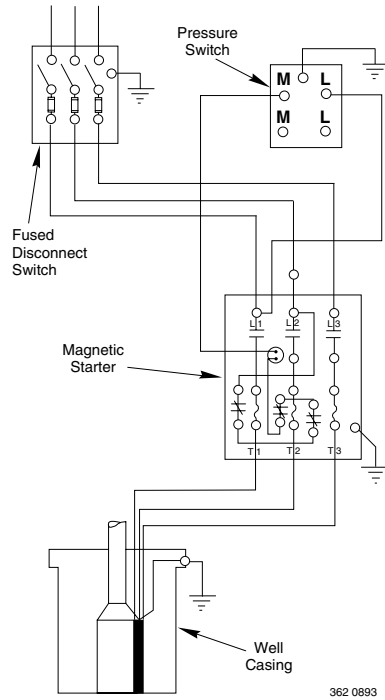 Pressure
Switch
M L
M L
Fused
Disconnect
Switch
L1 L2 L3
Magnetic
Starter
T1 T2 T3
Well
Casing
362 0893